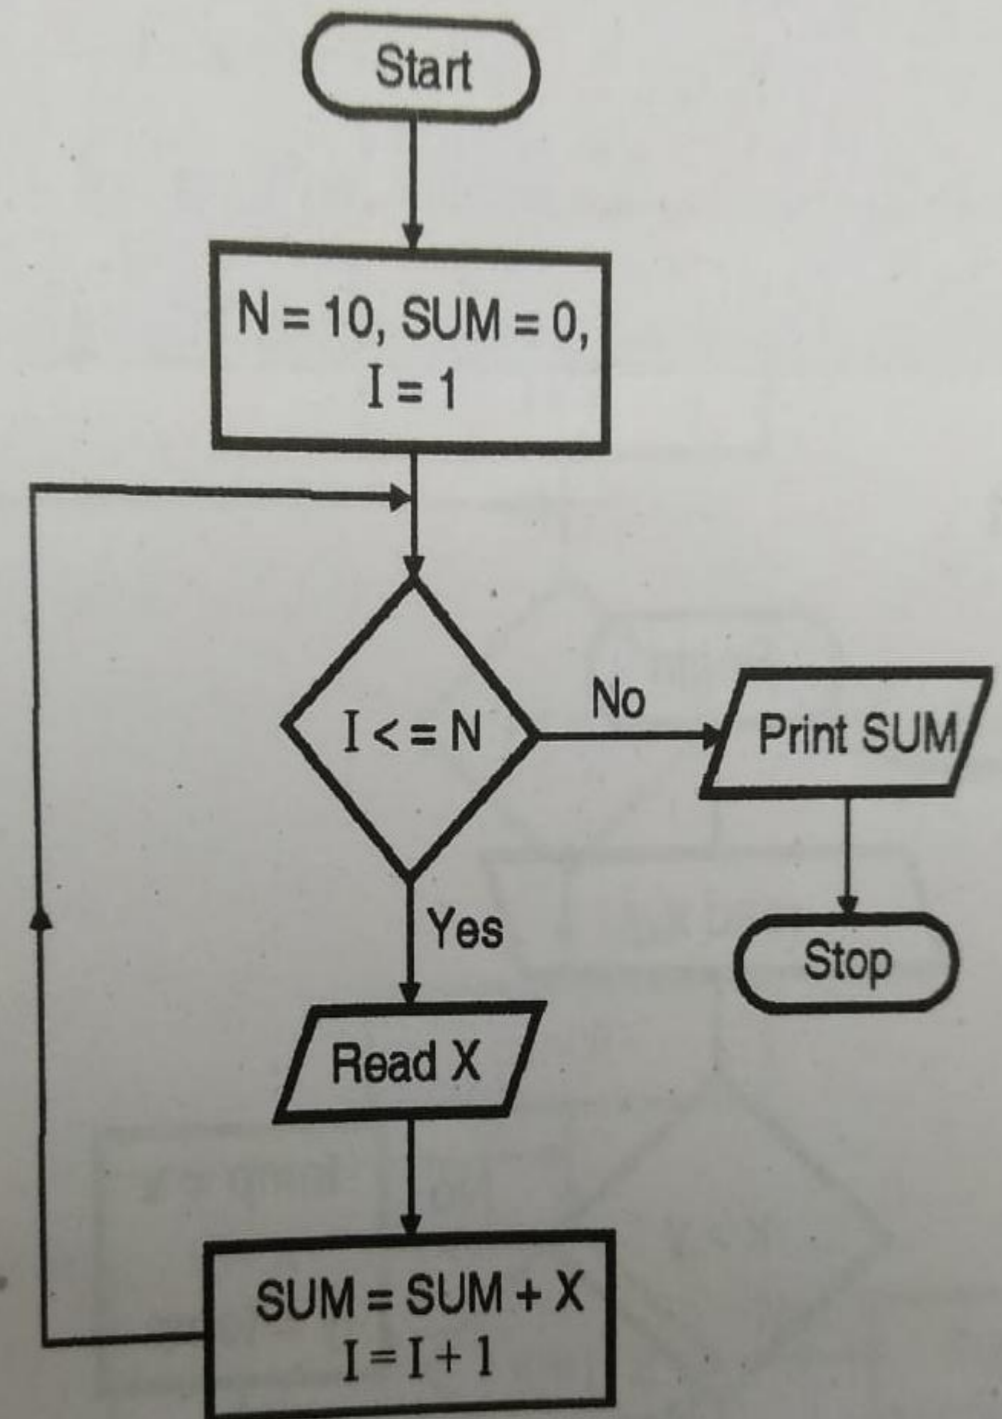 Start
N = 10, SUM = 0,
I = 1
I < = N
No
Print SUM
Stop
Yes
Read X
SUM = SUM + X
I = I + 1